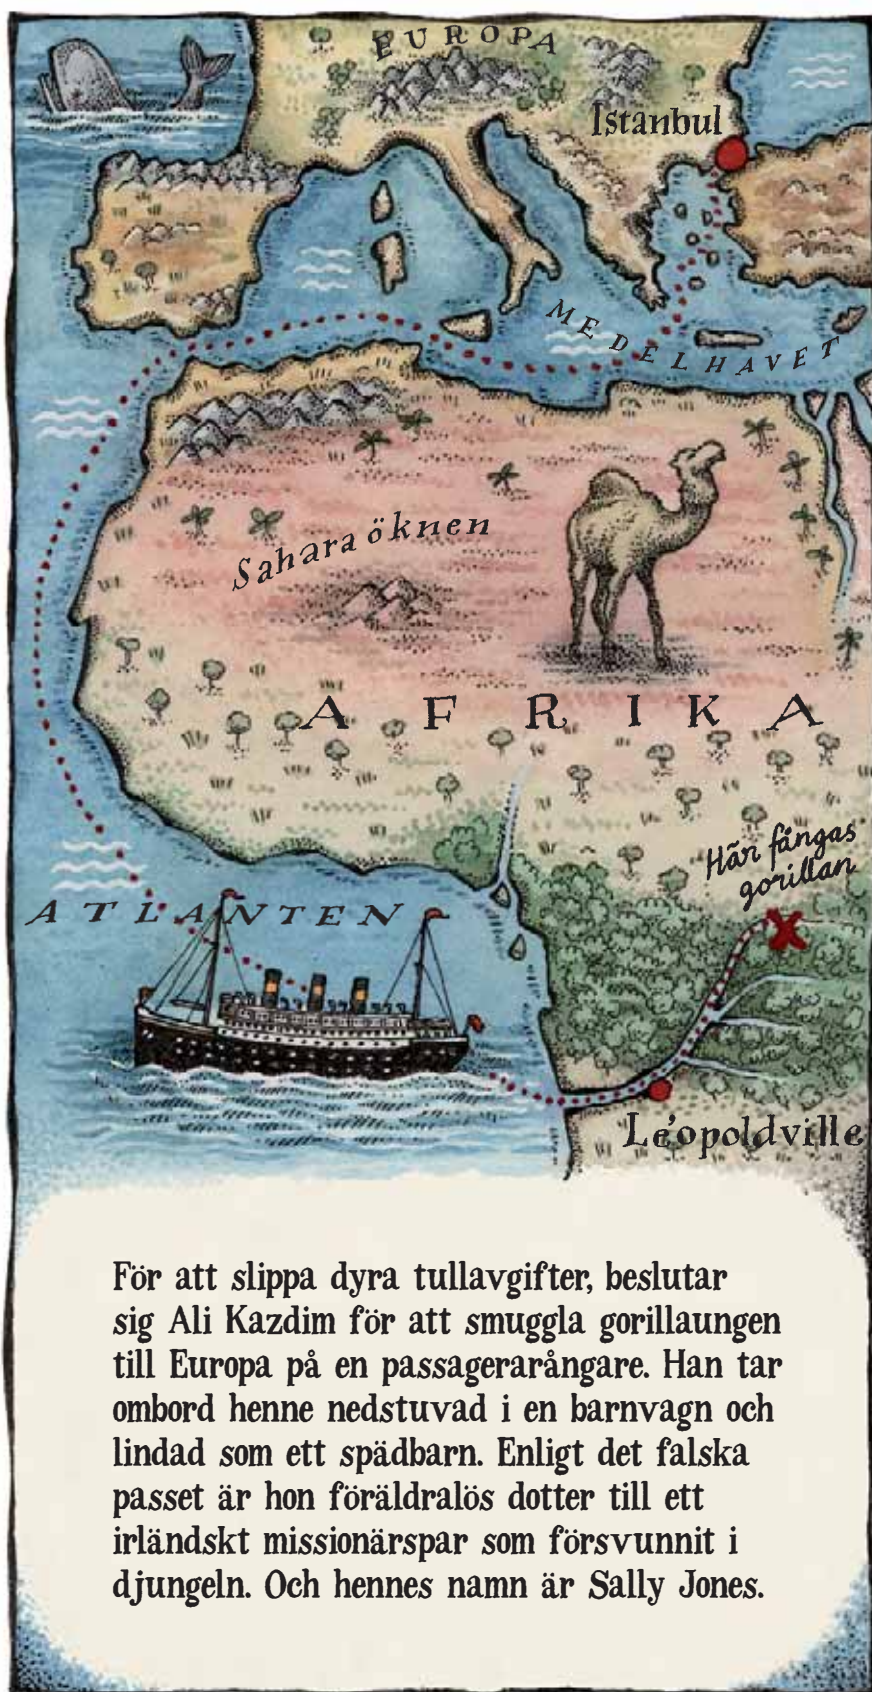 EUROPA
Istanbul
MEDELHAVET
Saharaöknen
AFRIKA
Här fångas
gorillan
ATLANTEN
Léopoldville
För att slippa dyra tullavgifter, beslutar
sig Ali Kazdim för att smuggla gorillaungen
till Europa på en passagerarångare. Han tar
ombord henne nedstuvad i en barnvagn och
lindad som ett spädbarn. Enligt det falska
passet är hon föräldralös dotter till ett
irländskt missionärspar som försvunnit i
djungeln. Och hennes namn är Sally Jones.